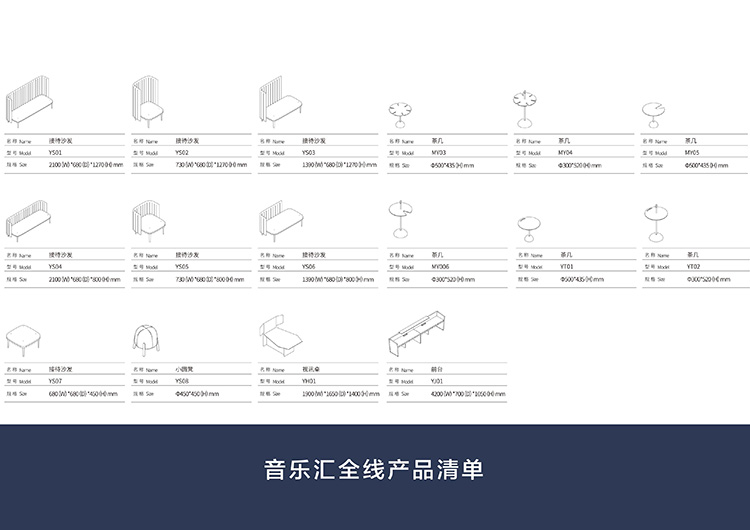 名称 Name 接待沙发
型号 Model YS01
规格 Size 2100(W)*680(D)*1270(H)mm
名称 Name 接待沙发
型号 Model YS02
规格 Size 730(W)*680(D)*1270(H)mm
名称 Name 接待沙发
型号 Model YS03
规格 Size 1390(W)*680(D)*1270(H)mm
名称 Name 茶几
型号 Model MY03
规格 Size Φ500*435(H)mm
名称 Name 茶几
型号 Model MY04
规格 Size Φ300*520(H)mm
名称 Name 茶几
型号 Model MY05
规格 Size Φ500*435(H)mm
名称 Name 接待沙发
型号 Model YS04
规格 Size 2100(W)*680(D)*800(H)mm
名称 Name 接待沙发
型号 Model YS05
规格 Size 730(W)*680(D)*800(H)mm
名称 Name 接待沙发
型号 Model YS06
规格 Size 1390(W)*680(D)*800(H)mm
名称 Name 茶几
型号 Model MY006
规格 Size Φ300*520(H)mm
名称 Name 茶几
型号 Model YT01
规格 Size Φ500*435(H)mm
名称 Name 茶几
型号 Model YT02
规格 Size Φ300*520(H)mm
名称 Name 接待沙发
型号 Model YS07
规格 Size 680(W)*680(D)*450(H)mm
名称 Name 小圆凳
型号 Model YS08
规格 Size Φ450*450(H)mm
名称 Name 视讯桌
型号 Model YH01
规格 Size 1900(W)*1650(D)*1400(H)mm
名称 Name 前台
型号 Model YJ01
规格 Size 4200(W)*700(D)*1050(H)mm
音乐汇全线产品清单